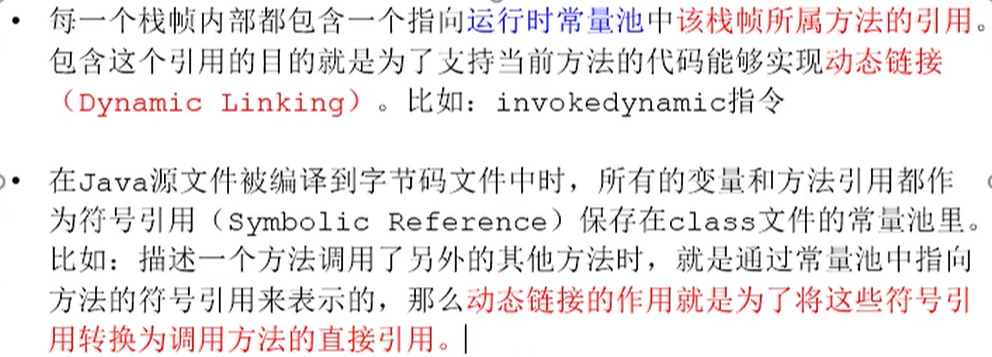 • 每一个栈帧内部都包含一个指向运行时常量池中该栈帧所属方法的引用。
包含这个引用的目的就是为了支持当前方法的代码能够实现动态链接
（Dynamic Linking）。比如：invokedynamic指令
• 在Java源文件被编译到字节码文件中时，所有的变量和方法引用都作
为符号引用（Symbolic Reference）保存在class文件的常量池里。
比如：描述一个方法调用了另外的其他方法时，就是通过常量池中指向
方法的符号引用来表示的，那么动态链接的作用就是为了将这些符号引
用转换为调用方法的直接引用。